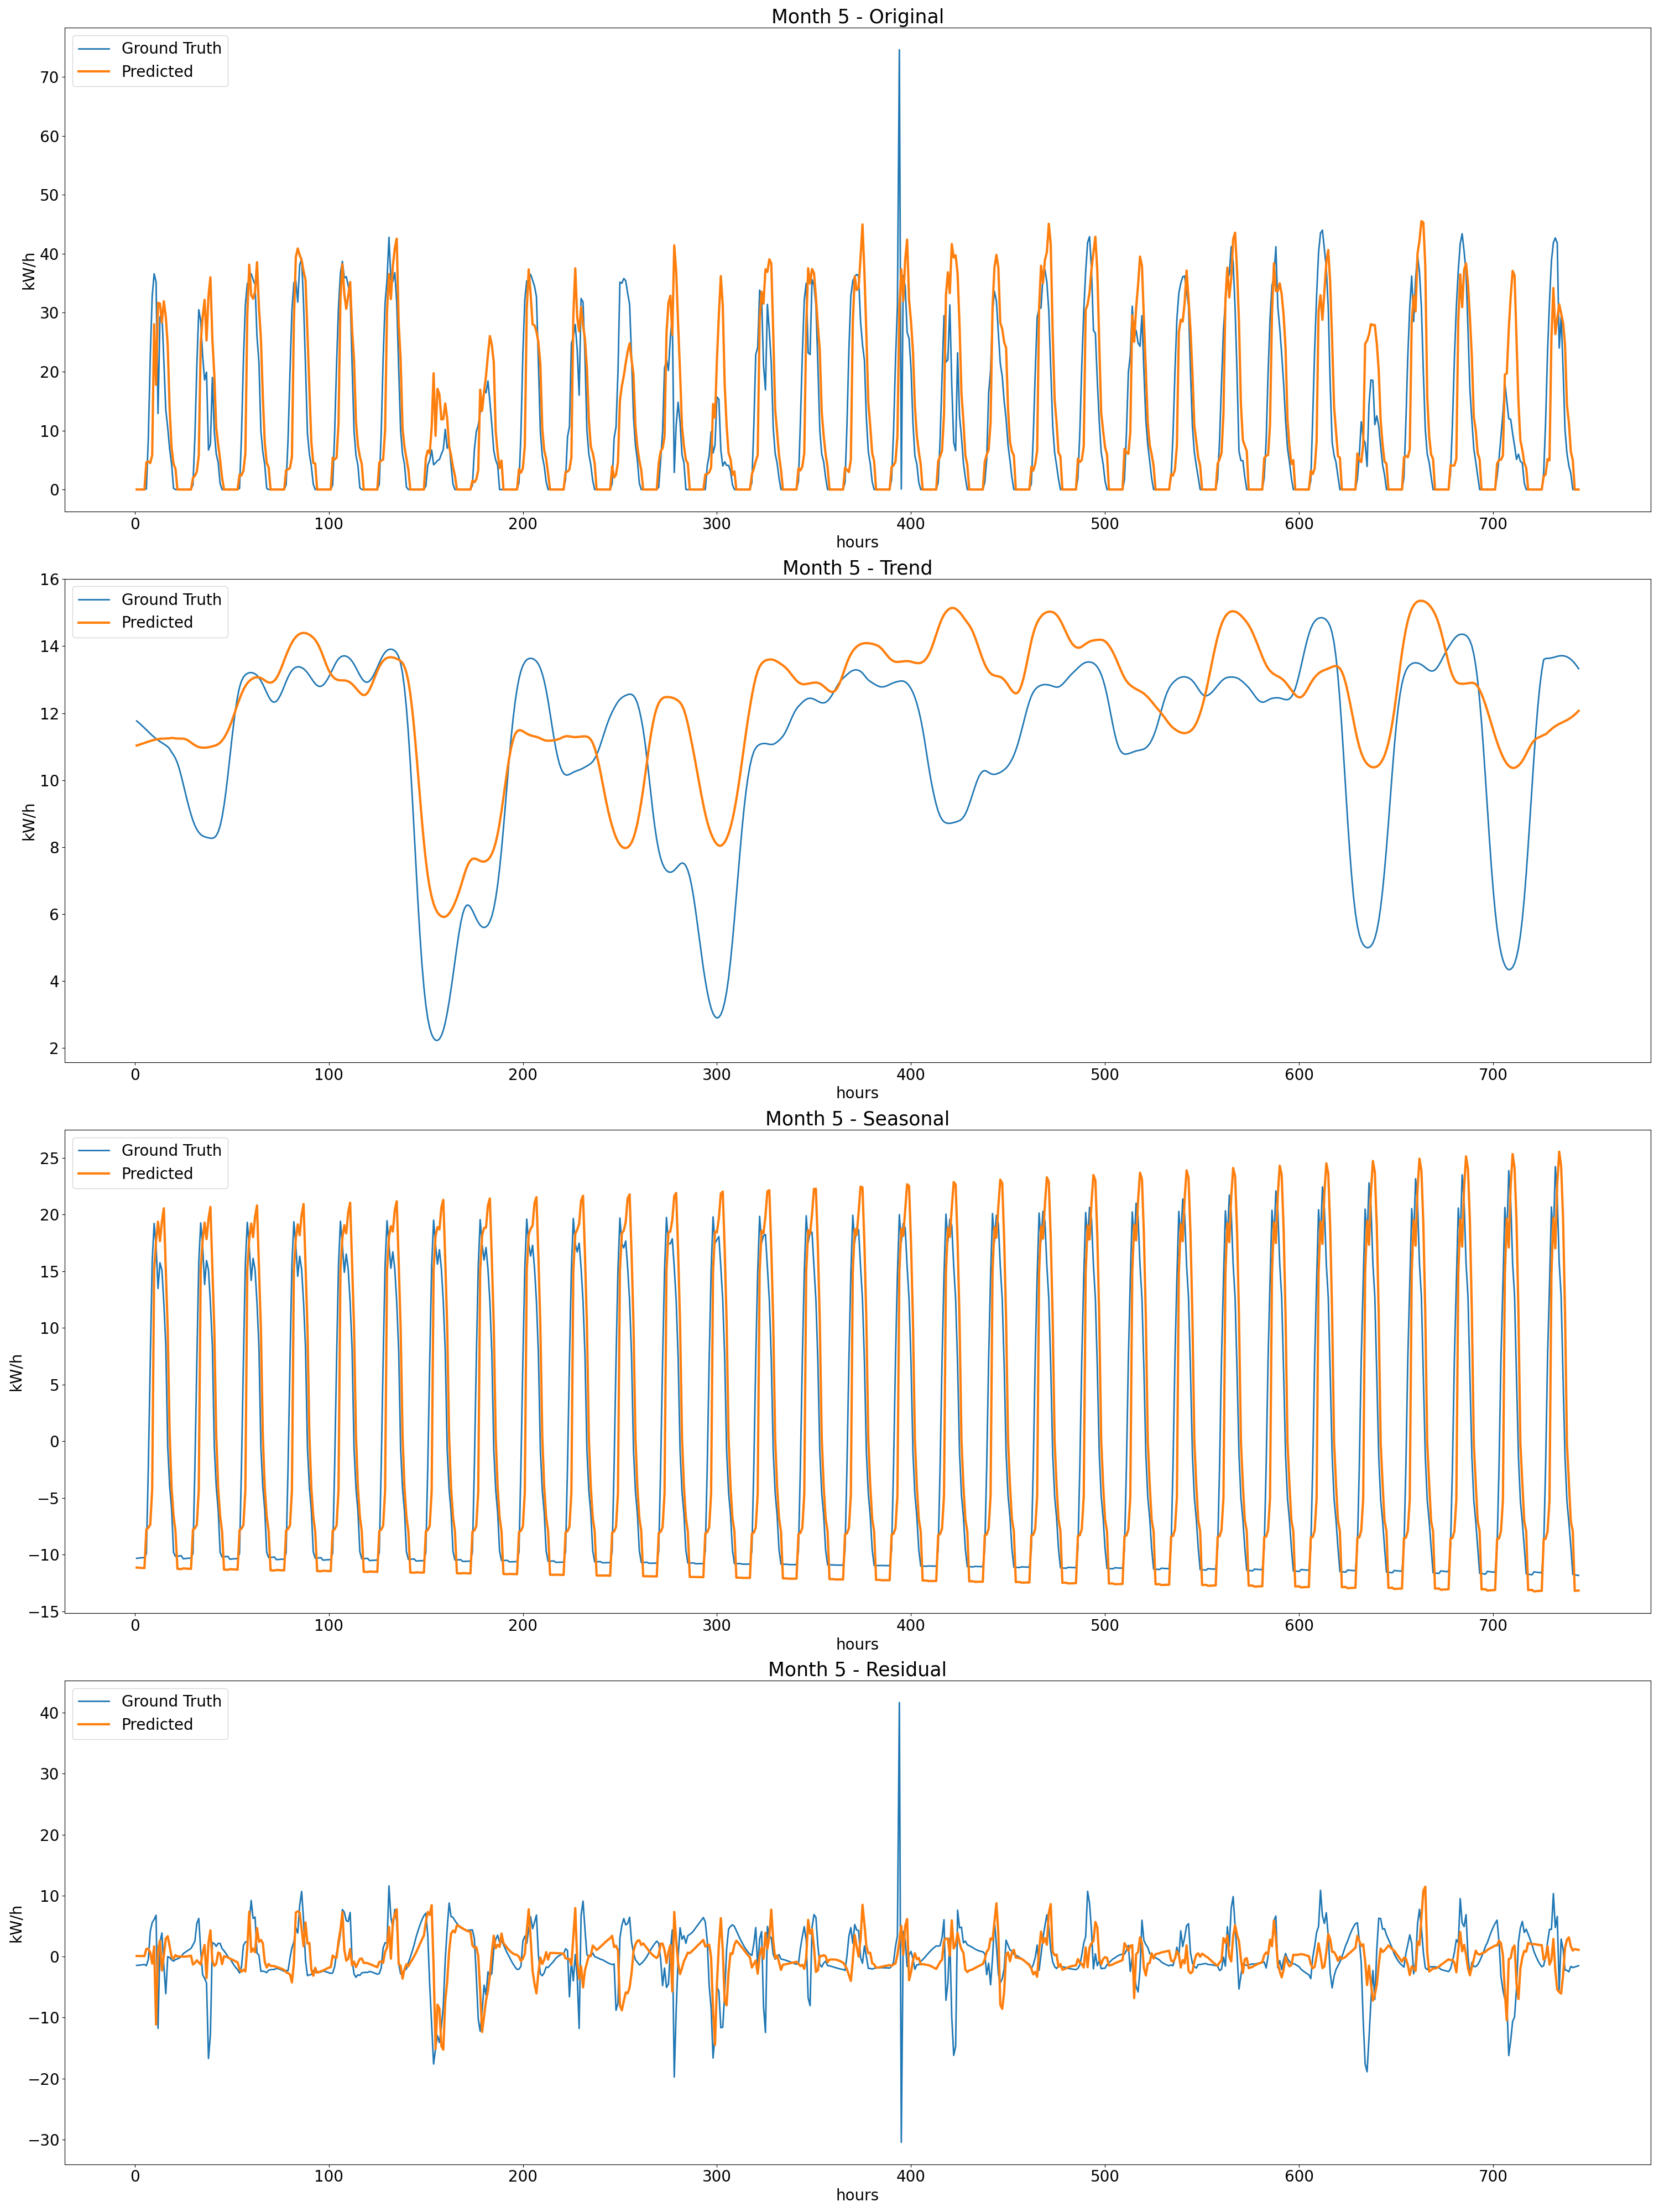 Month 5 - Original
Ground Truth
Predicted
70
60
50
40
30
20
10
0
kW/h
0 100 200 300 400 500 600 700
hours
Month 5 - Trend
Ground Truth
Predicted
16
14
12
10
8
6
4
2
kW/h
0 100 200 300 400 500 600 700
hours
Month 5 - Seasonal
Ground Truth
Predicted
25
20
15
10
5
0
−5
−10
−15
kW/h
0 100 200 300 400 500 600 700
hours
Month 5 - Residual
Ground Truth
Predicted
40
30
20
10
0
−10
−20
−30
kW/h
0 100 200 300 400 500 600 700
hours